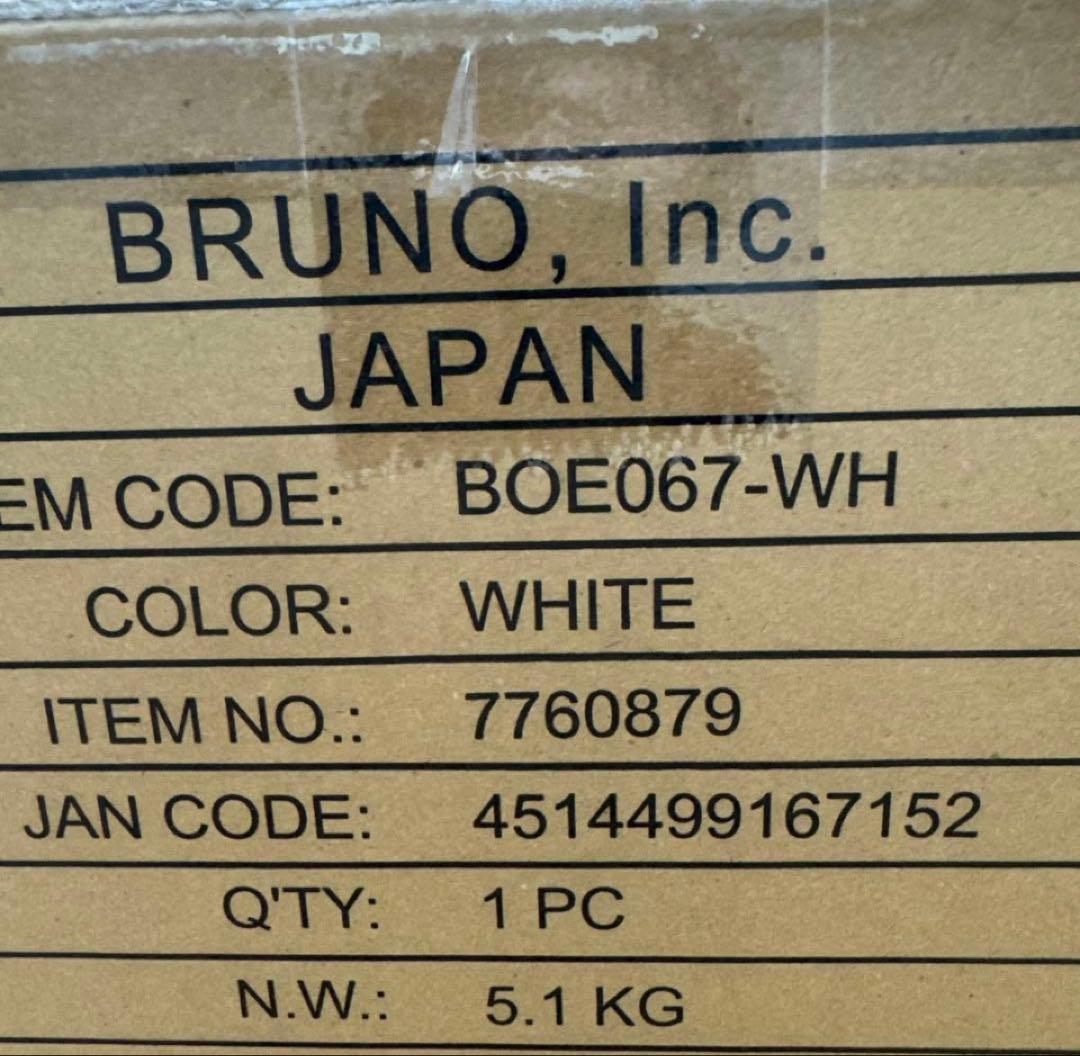 BRUNO, Inc.
JAPAN
EM CODE: BOE067-WH
COLOR: WHITE
ITEM NO.: 7760879
JAN CODE: 4514499167152
Q'TY: 1 PC
N.W.: 5.1 KG